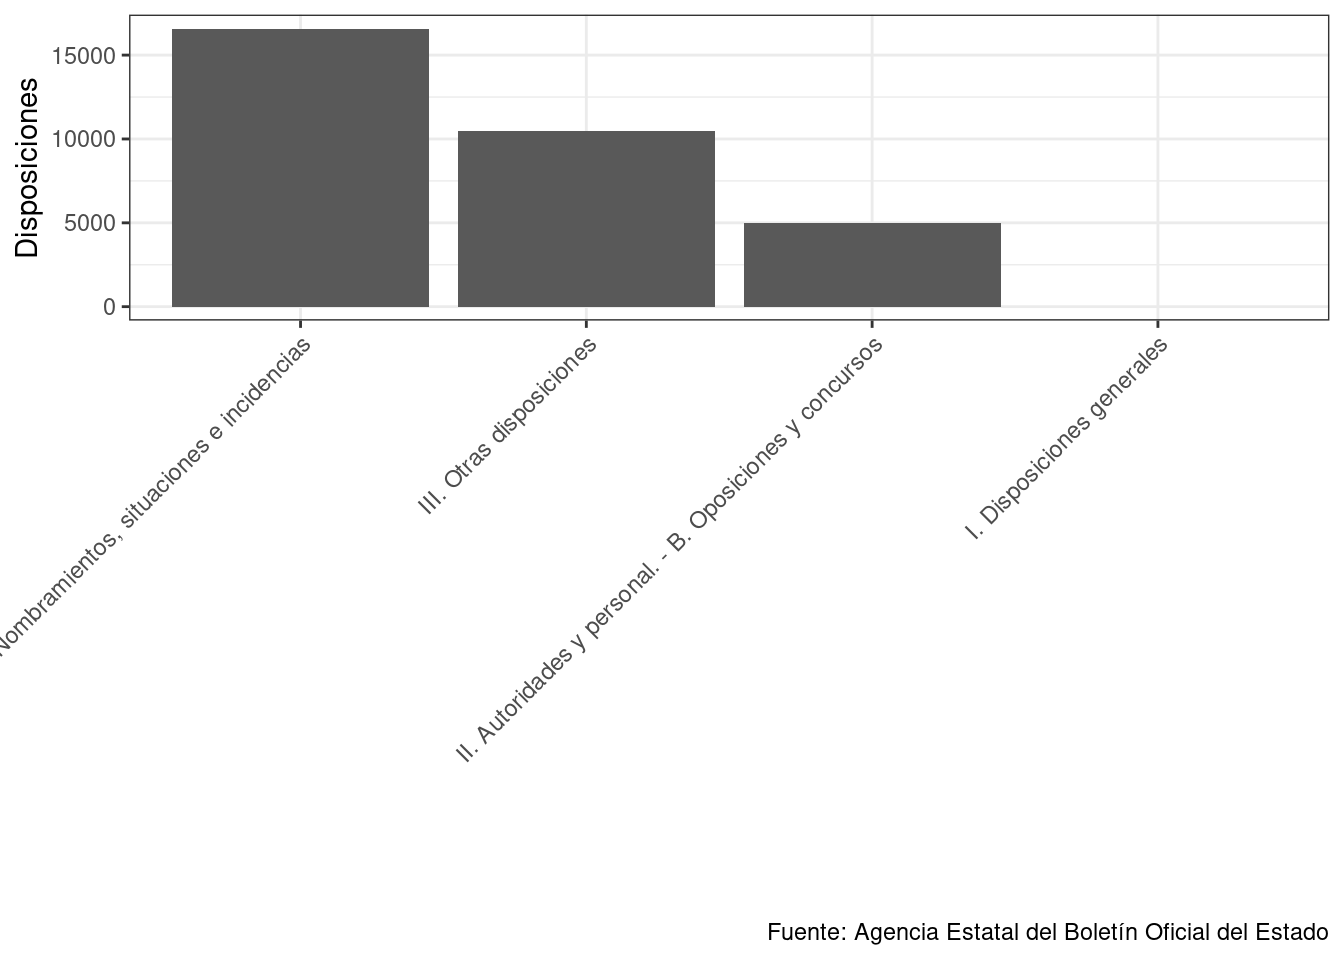 Disposiciones
15000
10000
5000
0
Nombramientos, situaciones e incidencias
III. Otras disposiciones
II. Autoridades y personal. - B. Oposiciones y concursos
I. Disposiciones generales
Fuente: Agencia Estatal del Boletín Oficial del Estado